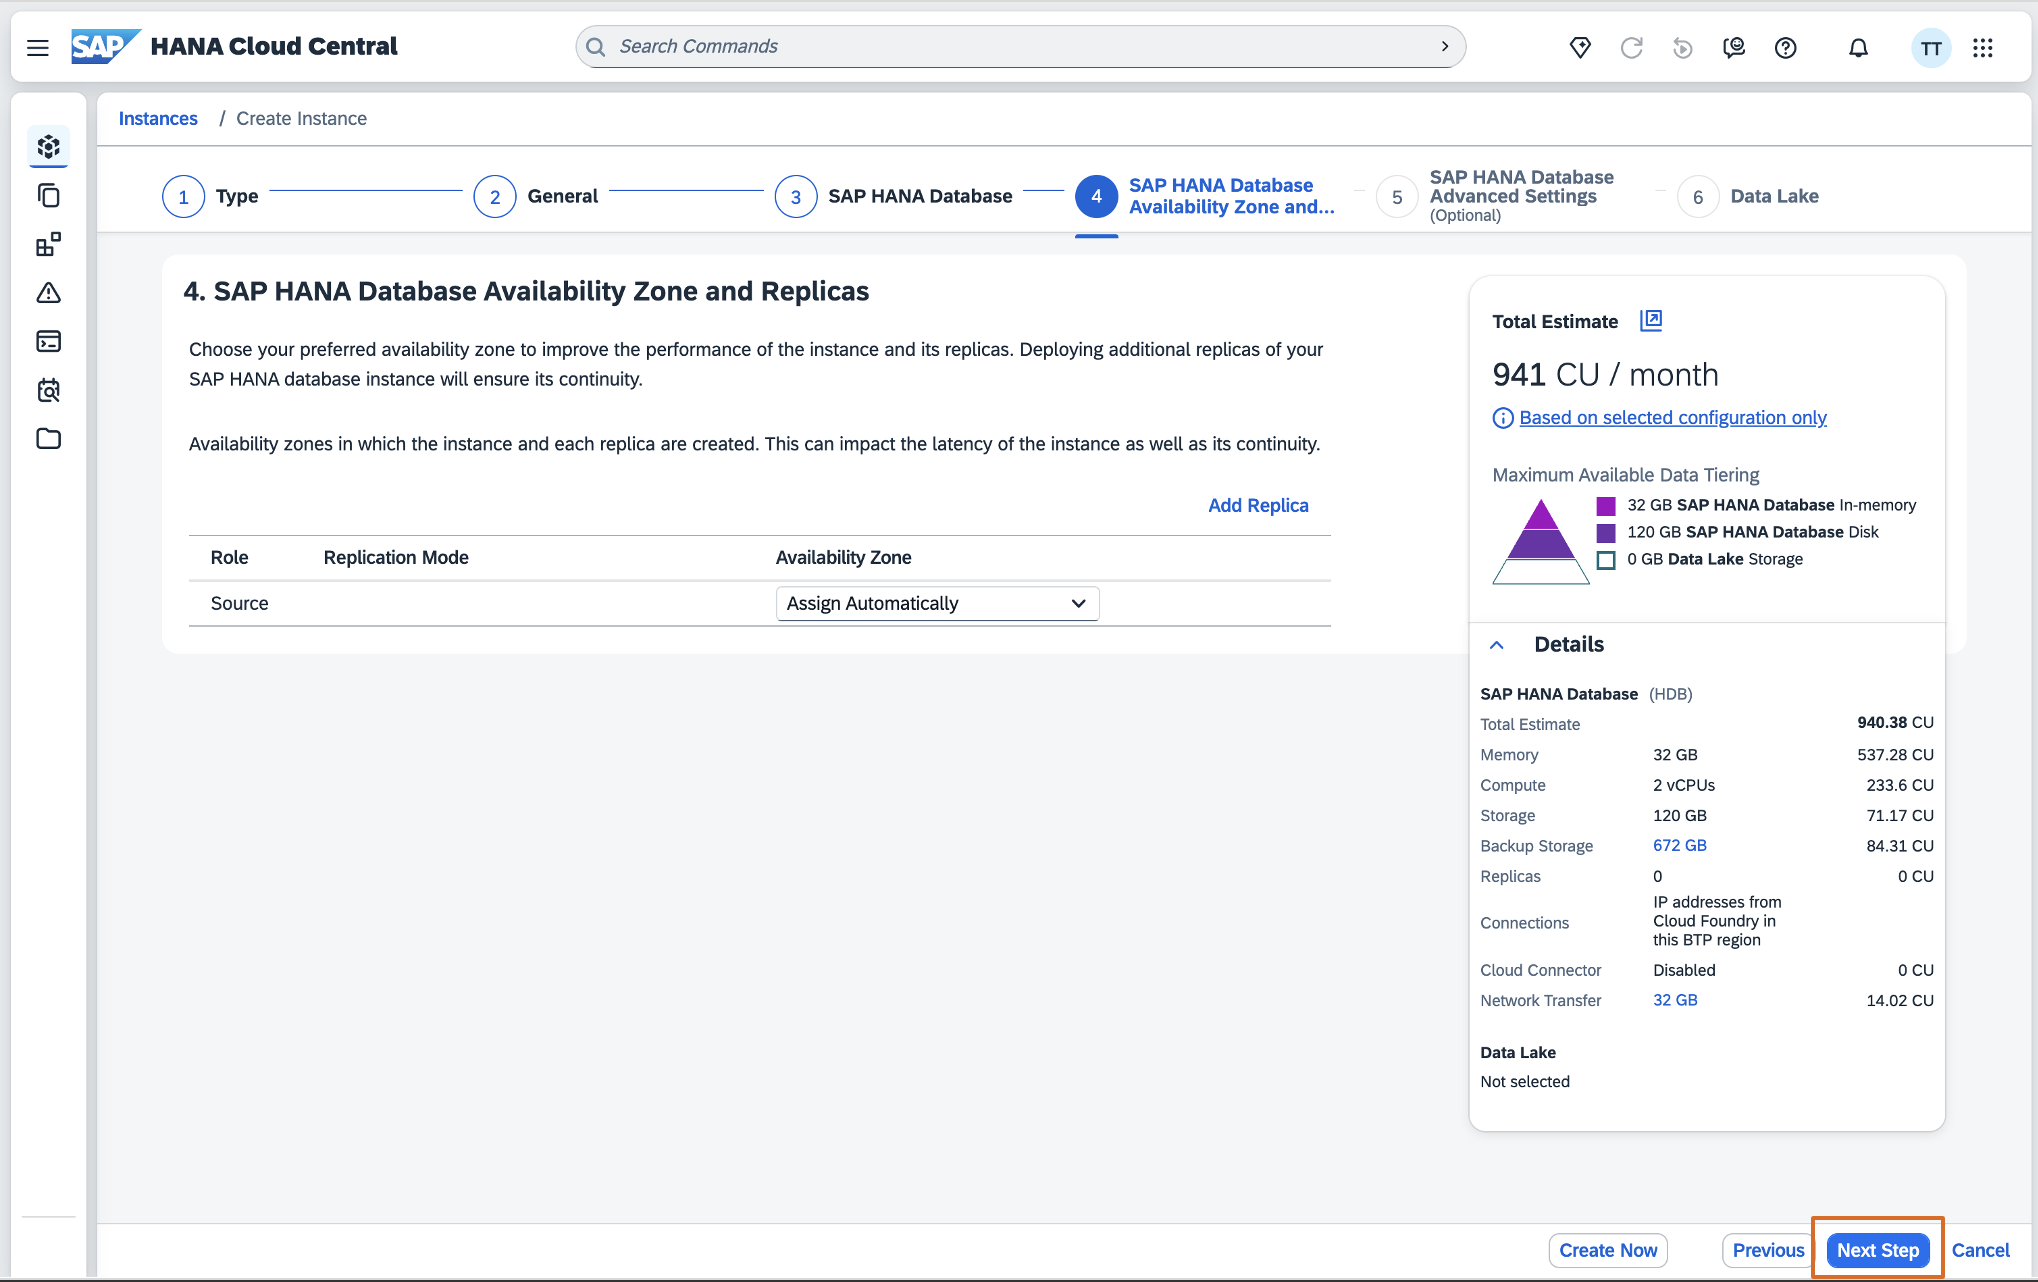 SAP HANA Cloud Central
Search Commands
TT
Instances / Create Instance
1 Type
2 General
3 SAP HANA Database
4 SAP HANA Database
Availability Zone and...
5 SAP HANA Database
Advanced Settings
(Optional)
6 Data Lake
4. SAP HANA Database Availability Zone and Replicas
Choose your preferred availability zone to improve the performance of the instance and its replicas. Deploying additional replicas of your
SAP HANA database instance will ensure its continuity.
Availability zones in which the instance and each replica are created. This can impact the latency of the instance as well as its continuity.
Add Replica
Role Replication Mode Availability Zone
Source Assign Automatically
Total Estimate
941 CU / month
Based on selected configuration only
Maximum Available Data Tiering
32 GB SAP HANA Database In-memory
120 GB SAP HANA Database Disk
0 GB Data Lake Storage
Details
SAP HANA Database (HDB)
Total Estimate 940.38 CU
Memory 32 GB 537.28 CU
Compute 2 vCPUs 233.6 CU
Storage 120 GB 71.17 CU
Backup Storage 672 GB 84.31 CU
Replicas 0 0 CU
Connections IP addresses from
Cloud Foundry in
this BTP region
Cloud Connector Disabled 0 CU
Network Transfer 32 GB 14.02 CU
Data Lake
Not selected
Create Now Previous Next Step Cancel